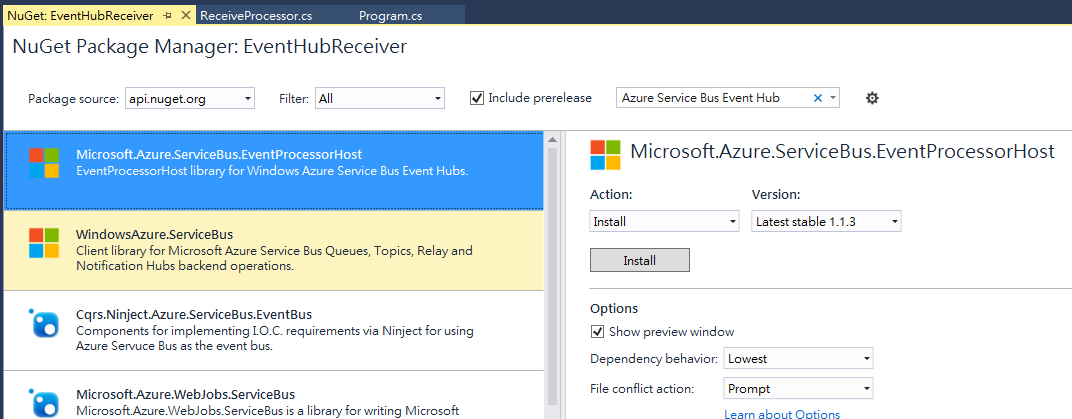 NuGet: EventHubReceiver
ReceiveProcessor.cs
Program.cs
NuGet Package Manager: EventHubReceiver
Package source: api.nuget.org Filter: All Include prerelease Azure Service Bus Event Hub
Microsoft.Azure.ServiceBus.EventProcessorHost
EventProcessorHost library for Windows Azure Service Bus Event Hubs.
WindowsAzure.ServiceBus
Client library for Microsoft Azure Service Bus Queues, Topics, Relay and
Notification Hubs backend operations.
Cqrs.Ninject.Azure.ServiceBus.EventBus
Components for implementing I.O.C. requirements via Ninject for using
Azure Servuce Bus as the event bus.
Microsoft.Azure.WebJobs.ServiceBus
Microsoft.Azure.WebJobs.ServiceBus is a library for writing Microsoft
Microsoft.Azure.ServiceBus.EventProcessorHost
Action: Version:
Install Latest stable 1.1.3
Install
Options
Show preview window
Dependency behavior: Lowest
File conflict action: Prompt
Learn about Options